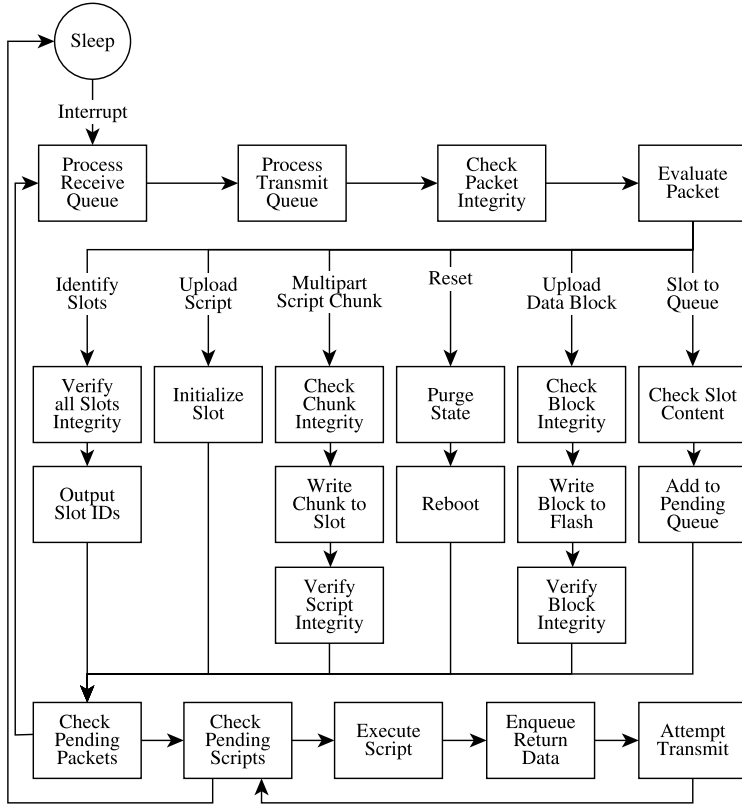 Sleep
Interrupt
Process
Receive
Queue
Process
Transmit
Queue
Check
Packet
Integrity
Evaluate
Packet
Identify
Slots
Upload
Script
Multipart
Script Chunk
Reset
Upload
Data Block
Slot to
Queue
Verify
all Slots
Integrity
Initialize
Slot
Check
Chunk
Integrity
Purge
State
Check
Block
Integrity
Check Slot
Content
Output
Slot IDs
Write
Chunk to
Slot
Reboot
Write
Block to
Flash
Add to
Pending
Queue
Verify
Script
Integrity
Verify
Block
Integrity
Check
Pending
Packets
Check
Pending
Scripts
Execute
Script
Enqueue
Return
Data
Attempt
Transmit